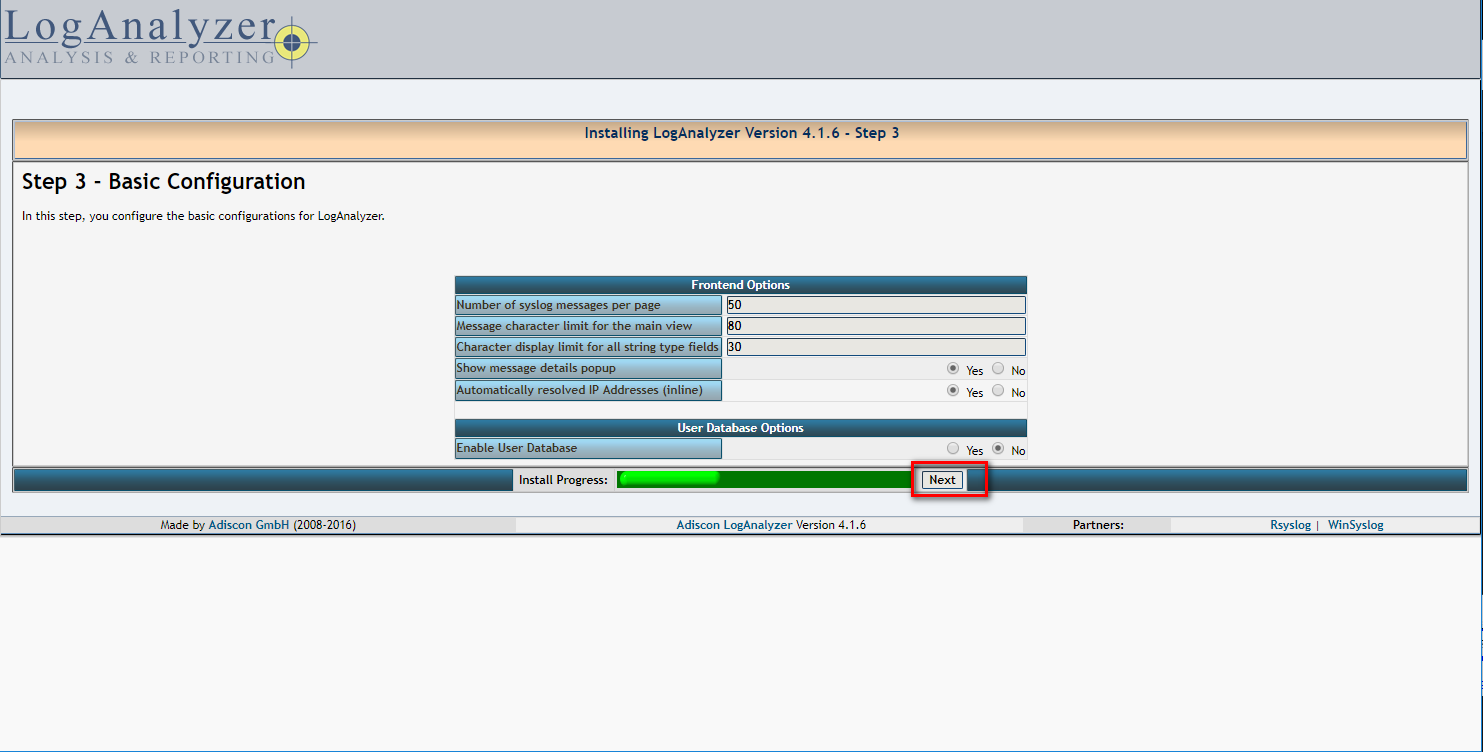 LogAnalyzer
ANALYSIS & REPORTING
Installing LogAnalyzer Version 4.1.6 - Step 3
Step 3 - Basic Configuration
In this step, you configure the basic configurations for LogAnalyzer.
Frontend Options
Number of syslog messages per page 50
Message character limit for the main view 80
Character display limit for all string type fields 30
Show message details popup Yes No
Automatically resolved IP Addresses (inline) Yes No
User Database Options
Enable User Database Yes No
Install Progress: Next
Made by Adiscon GmbH (2008-2016) Adiscon LogAnalyzer Version 4.1.6 Partners: Rsyslog | WinSyslog